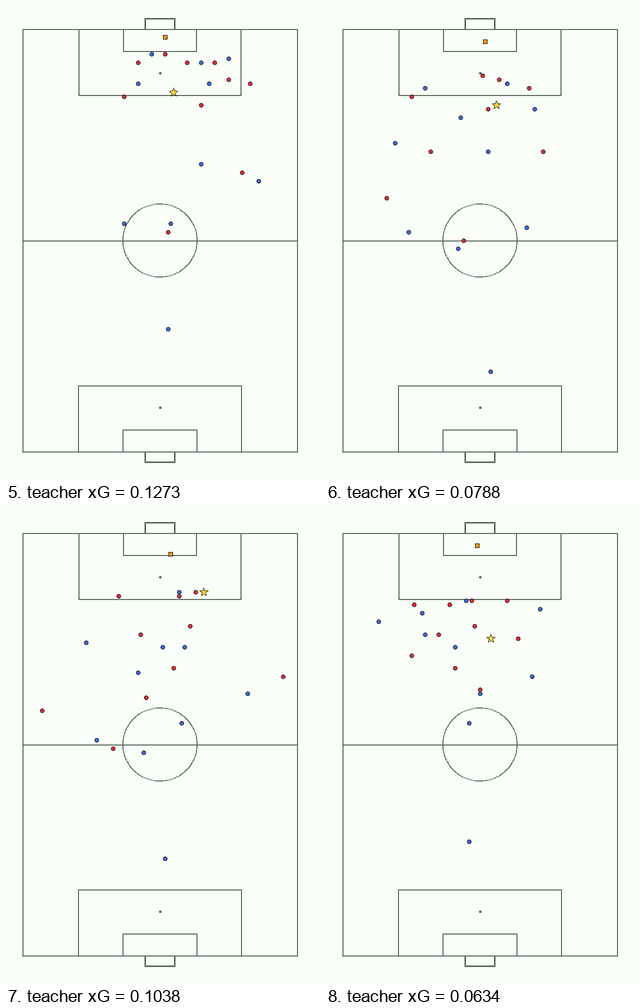 5. teacher xG = 0.1273
6. teacher xG = 0.0788
7. teacher xG = 0.1038
8. teacher xG = 0.0634